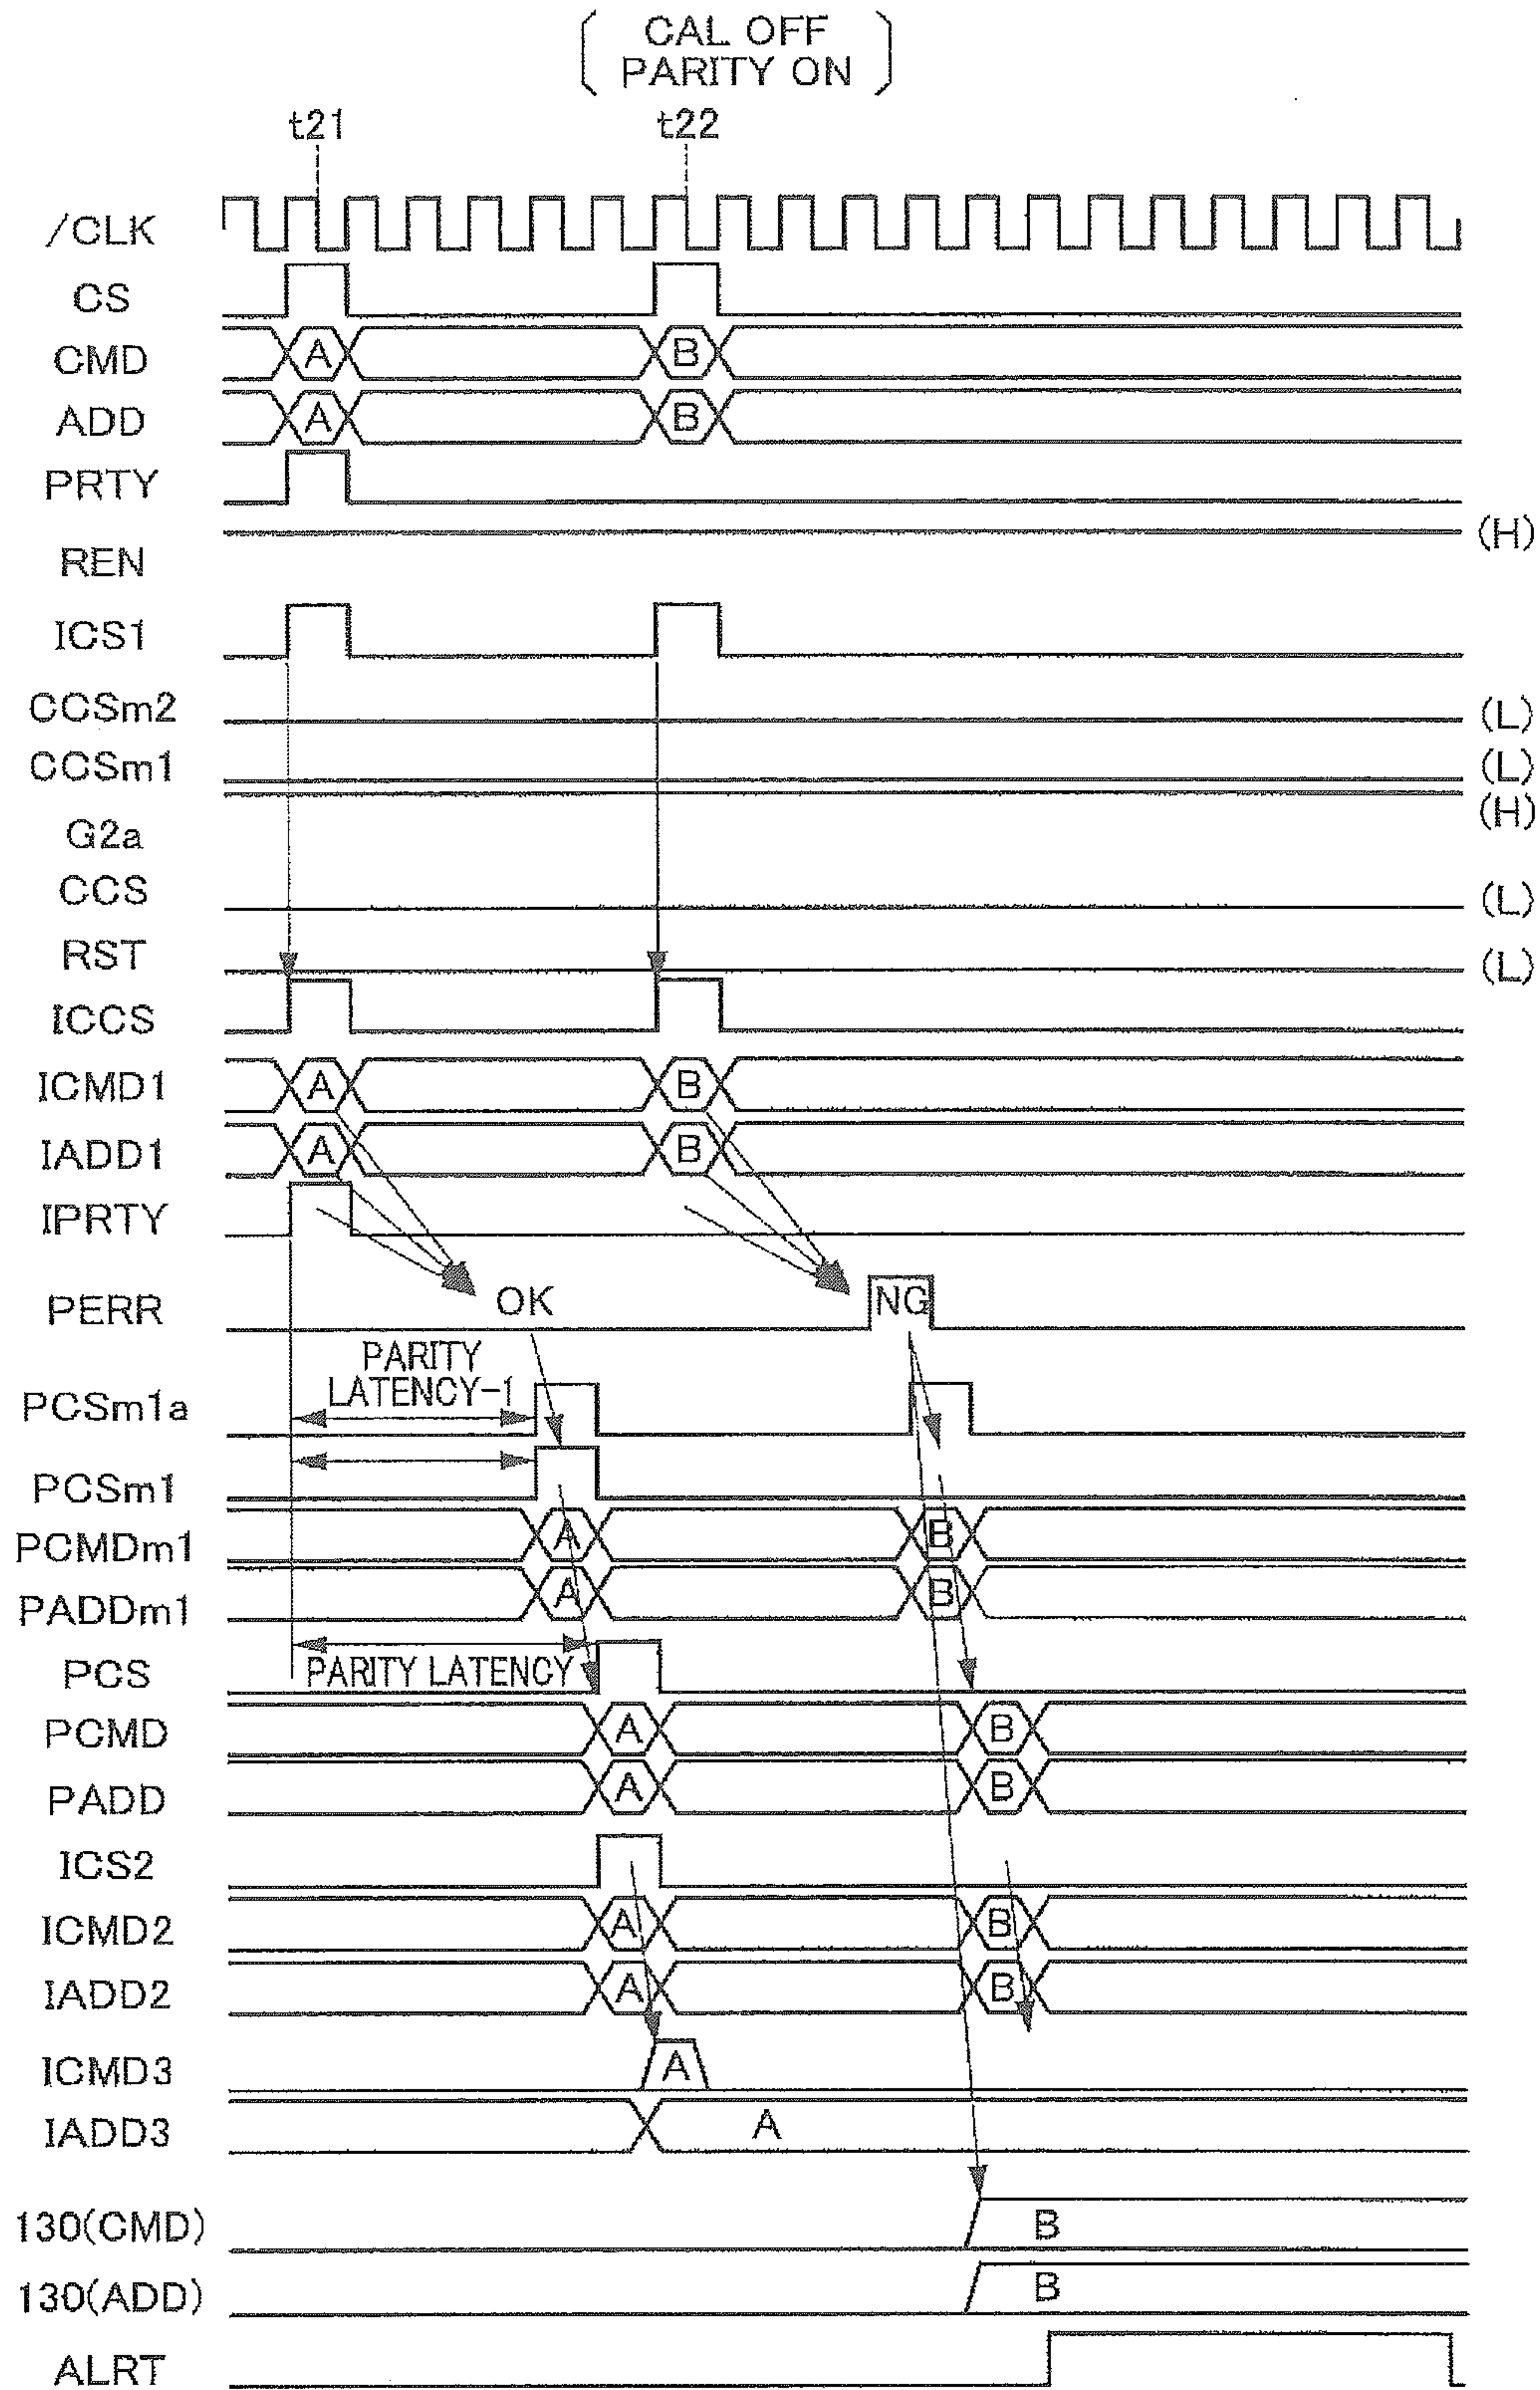 CAL OFF
PARITY ON
t21 t22
/CLK
CS
CMD A B
ADD A B
PRTY
REN (H)
ICS1
CCSm2 (L)
CCSm1 (L)
G2a (H)
CCS (L)
RST (L)
ICCS
ICMD1 A B
IADD1 A B
IPRTY
PERR OK NG
PARITY
LATENCY-1
PCSm1a
PCSm1
PCMDm1 A B
PADDm1 A B
PCS PARITY LATENCY
PCMD A B
PADD A B
ICS2
ICMD2 A B
IADD2 A B
ICMD3 A
IADD3 A
130(CMD) B
130(ADD) B
ALRT